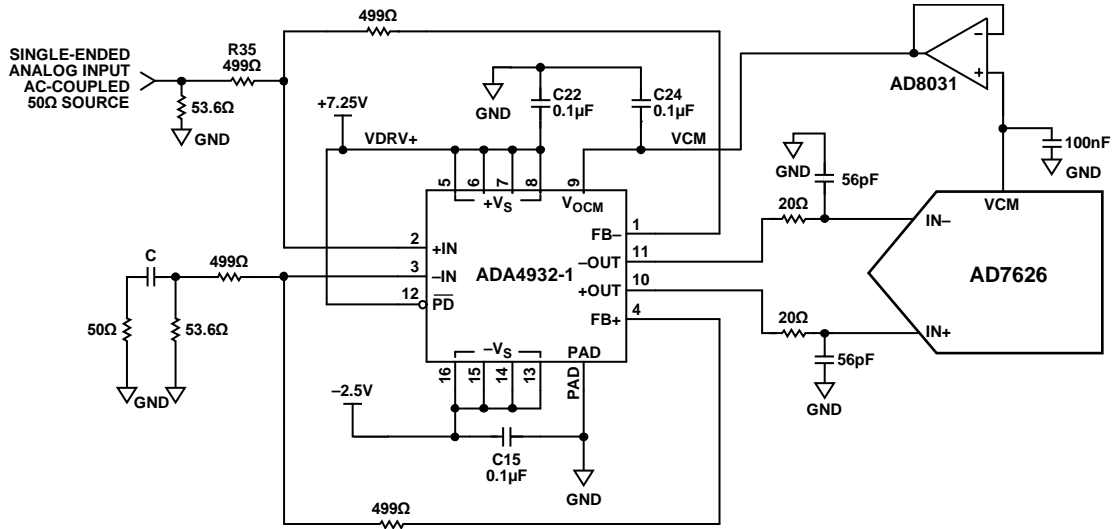 499Ω
SINGLE-ENDED
ANALOG INPUT
AC-COUPLED
50Ω SOURCE
R35
499Ω
53.6Ω
GND
+7.25V
VDRV+
GND
C22
0.1µF
C24
0.1µF
VCM
AD8031
–
+
100nF
GND
5
6
7
8
9
+VS
VOCM
2
+IN
3
–IN
12
PD
ADA4932-1
FB–
1
–OUT
11
+OUT
10
FB+
4
–VS
PAD
16
15
14
13
PAD
GND
56pF
20Ω
20Ω
56pF
GND
VCM
IN–
AD7626
IN+
C
499Ω
50Ω
53.6Ω
GND
–2.5V
C15
0.1µF
GND
499Ω